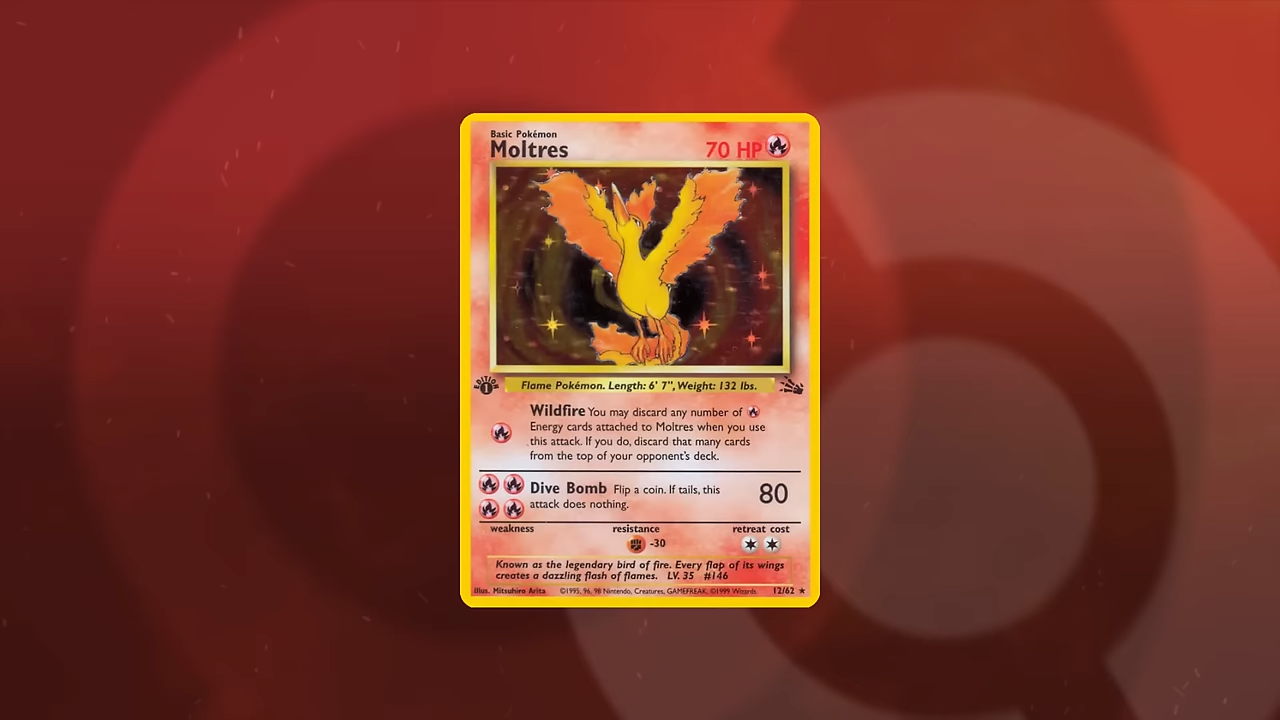 Basic Pokémon
Moltres 70 HP
EDITION
1
Flame Pokémon. Length: 6' 7", Weight: 132 lbs.
Wildfire You may discard any number of
Energy cards attached to Moltres when you use
this attack. If you do, discard that many cards
from the top of your opponent's deck.
Dive Bomb Flip a coin. If tails, this
attack does nothing.
80
weakness resistance retreat cost
-30
Known as the legendary bird of fire. Every flap of its wings
creates a dazzling flash of flames. LV. 35 #146
Illus. Mitsuhiro Arita ©1995, 96, 98 Nintendo, Creatures, GAMEFREAK. ©1999 Wizards. 12/62 ★